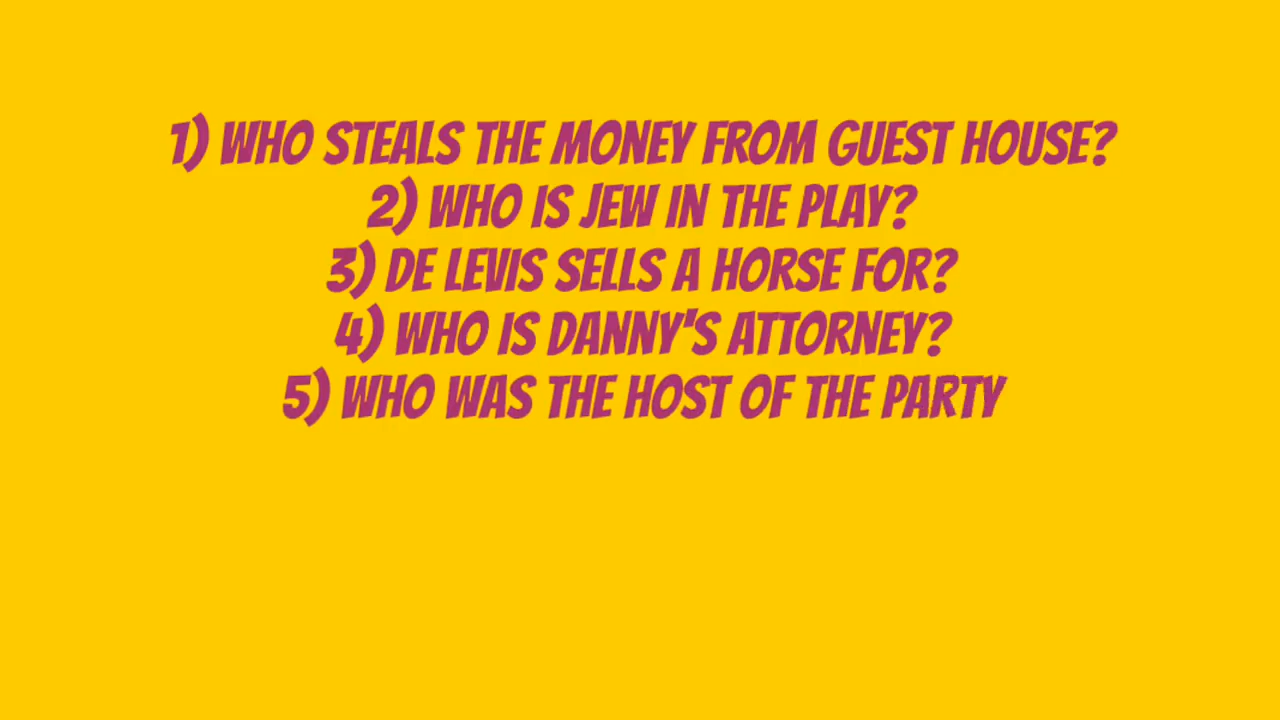 1) WHO STEALS THE MONEY FROM GUEST HOUSE?
2) WHO IS JEW IN THE PLAY?
3) DE LEVIS SELLS A HORSE FOR?
4) WHO IS DANNY'S ATTORNEY?
5) WHO WAS THE HOST OF THE PARTY